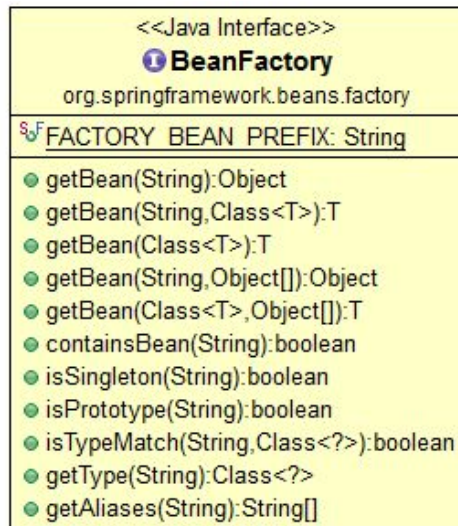 <<Java Interface>>
I BeanFactory
org.springframework.beans.factory
S F FACTORY_BEAN_PREFIX: String
getBean(String):Object
getBean(String,Class<T>):T
getBean(Class<T>):T
getBean(String,Object[]):Object
getBean(Class<T>,Object[]):T
containsBean(String):boolean
isSingleton(String):boolean
isPrototype(String):boolean
isTypeMatch(String,Class<?>):boolean
getType(String):Class<?>
getAliases(String):String[]